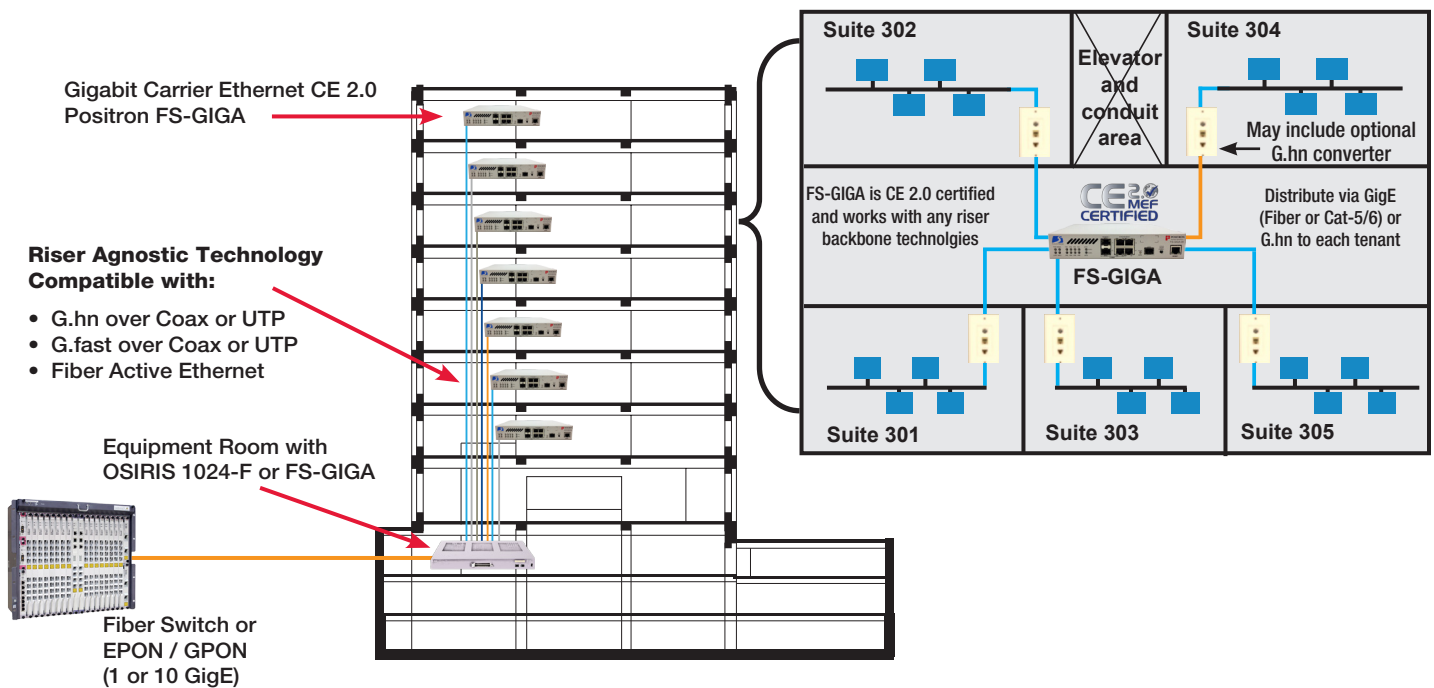 Gigabit Carrier Ethernet CE 2.0
Positron FS-GIGA
Riser Agnostic Technology
Compatible with:
• G.hn over Coax or UTP
• G.fast over Coax or UTP
• Fiber Active Ethernet
Equipment Room with
OSIRIS 1024-F or FS-GIGA
Fiber Switch or
EPON / GPON
(1 or 10 GigE)
Suite 302
Elevator
and
conduit
area
Suite 304
May include optional
G.hn converter
FS-GIGA is CE 2.0 certified
and works with any riser
backbone technolgies
CE 2.0
MEF
CERTIFIED
Distribute via GigE
(Fiber or Cat-5/6) or
G.hn to each tenant
FS-GIGA
Suite 301
Suite 303
Suite 305